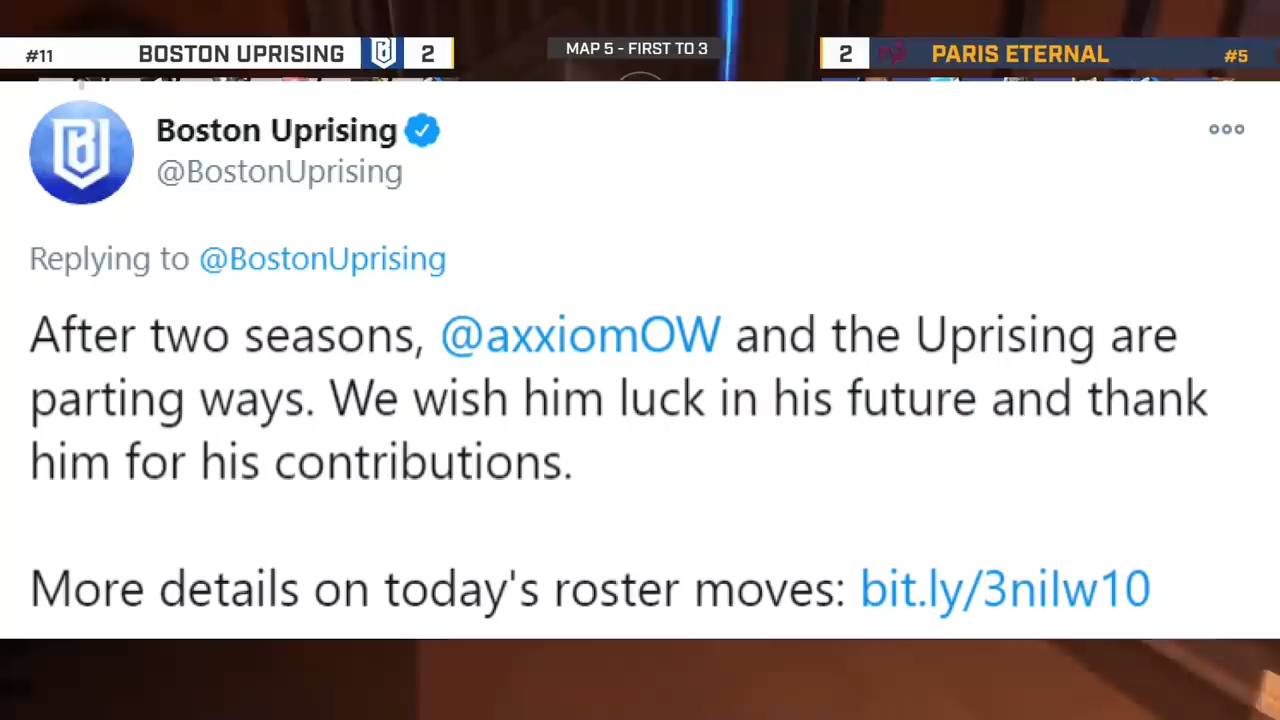 #11 BOSTON UPRISING 2 MAP 5 - FIRST TO 3 2 PARIS ETERNAL #5
Boston Uprising
@BostonUprising
Replying to @BostonUprising
After two seasons, @axxiomOW and the Uprising are
parting ways. We wish him luck in his future and thank
him for his contributions.
More details on today's roster moves: bit.ly/3niIw10